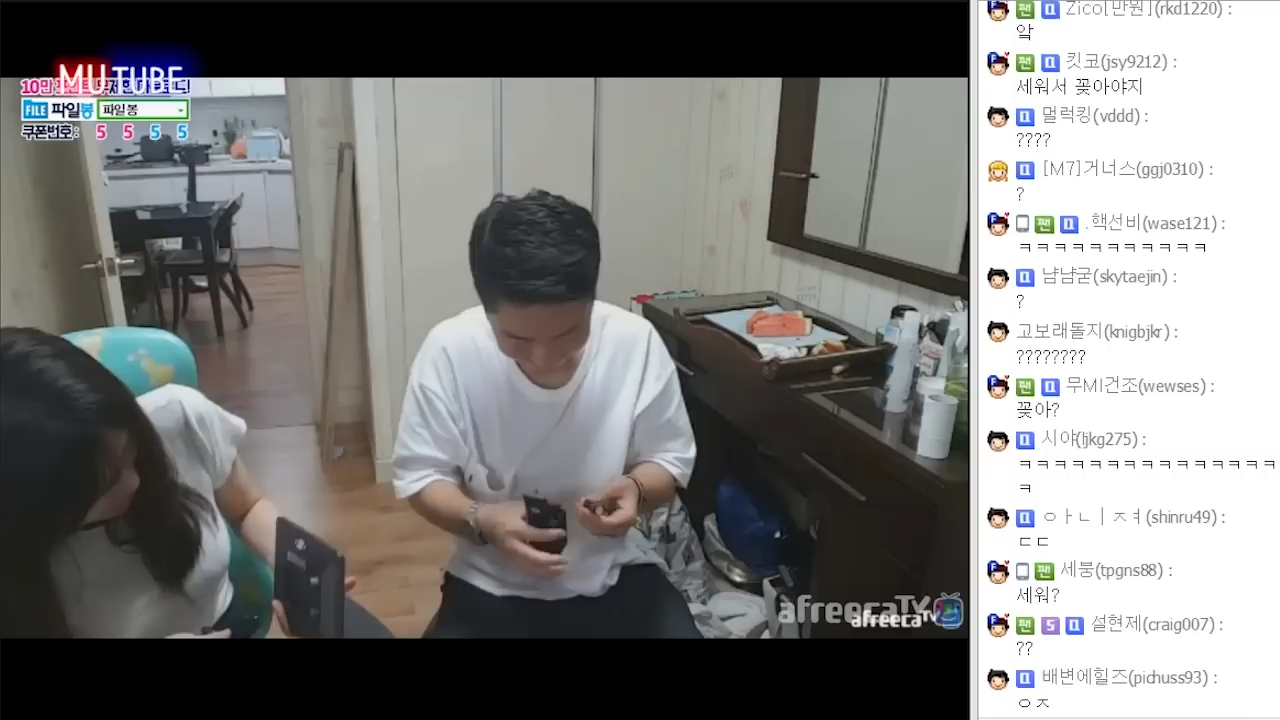 MUTUBE
FILE 파일봉 파일봉
쿠폰번호: 5 5 5 5
afreecaTV
afreecaTV
Zico[만원](rkd1220) :
악
킷코(jsy9212) :
세워서 꽂아야지
멀럭킹(vddd) :
????
[M7]거너스(ggj0310) :
?
.핵선비(wase121) :
ㅋㅋㅋㅋㅋㅋㅋㅋㅋㅋㅋ
냠냠굳(skytaejin) :
?
고보래돌지(knigbjkr) :
????????
무MI건조(wewses) :
꽂아?
시야(ljkg275) :
ㅋㅋㅋㅋㅋㅋㅋㅋㅋㅋㅋㅋㅋㅋㅋ
ㅋ
ㅇㅏㄴㅣㅈㅕ(shinru49) :
ㄷㄷ
세붕(tpgns88) :
세워?
설현제(craig007) :
??
배변에힐즈(pichuss93) :
ㅇㅈ